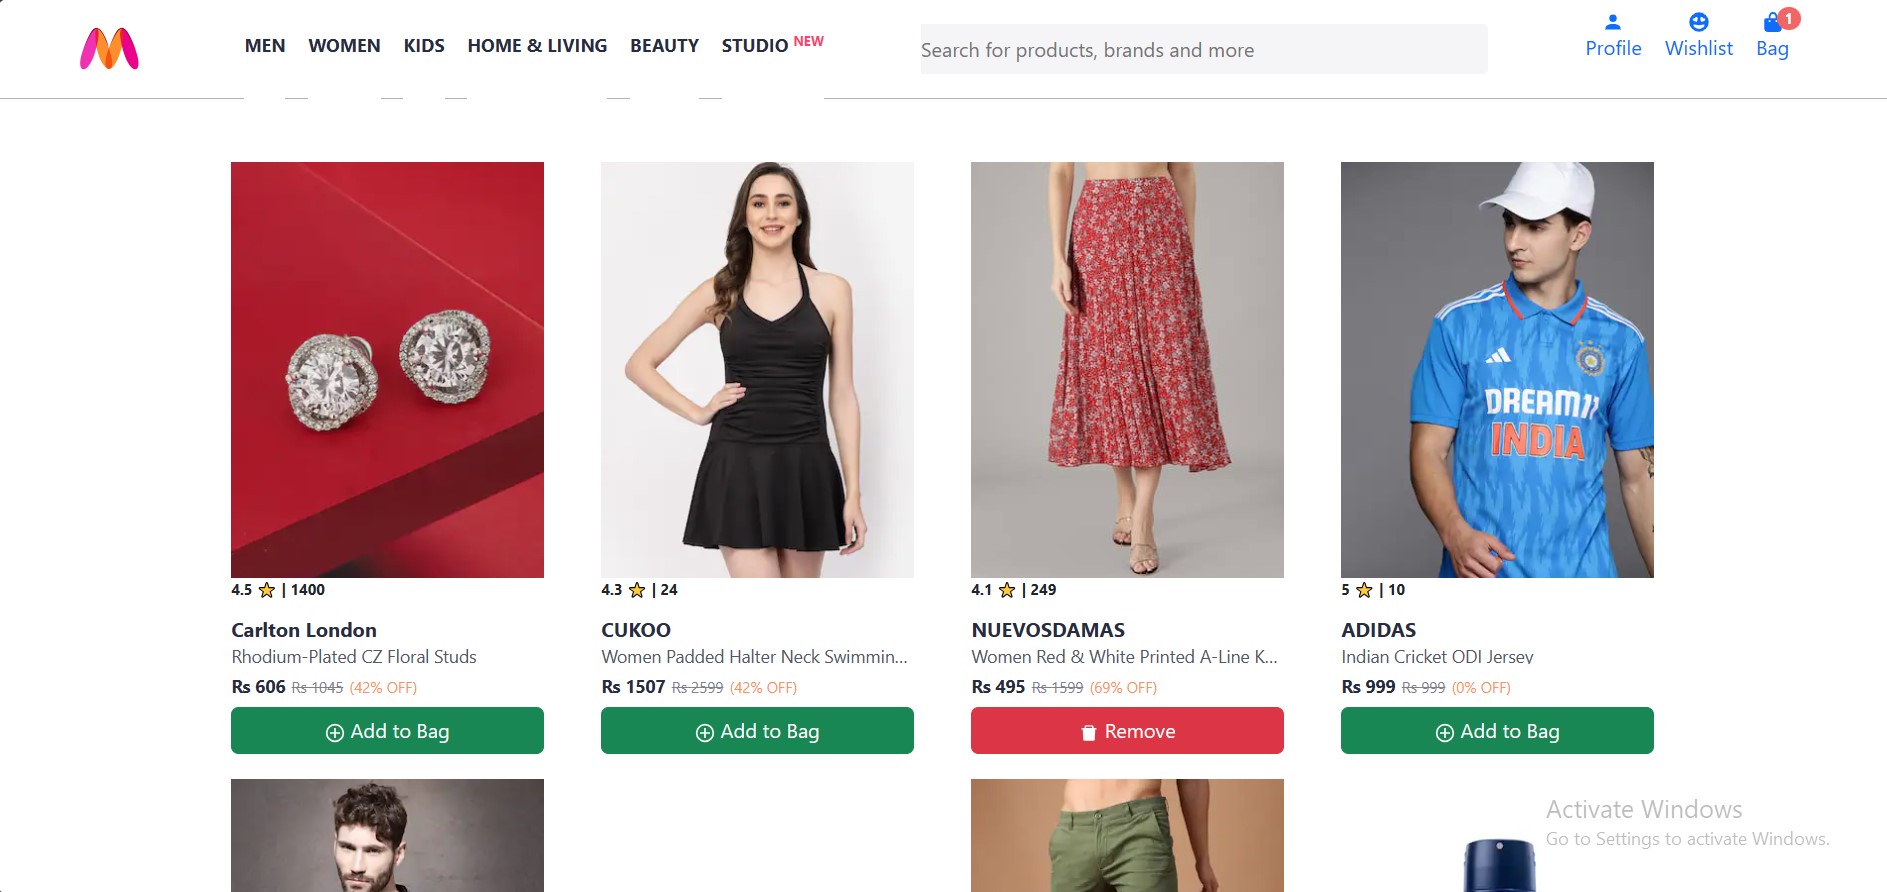 MEN WOMEN KIDS HOME & LIVING BEAUTY STUDIO NEW
Search for products, brands and more
Profile Wishlist Bag 1
DREAM11
INDIA
4.5 ⭐ | 1400
Carlton London
Rhodium-Plated CZ Floral Studs
Rs 606 Rs 1045 (42% OFF)
Add to Bag
4.3 ⭐ | 24
CUKOO
Women Padded Halter Neck Swimmin...
Rs 1507 Rs 2599 (42% OFF)
Add to Bag
4.1 ⭐ | 249
NUEVOSDAMAS
Women Red & White Printed A-Line K...
Rs 495 Rs 1599 (69% OFF)
Remove
5 ⭐ | 10
ADIDAS
Indian Cricket ODI Jersey
Rs 999 Rs 999 (0% OFF)
Add to Bag
Activate Windows
Go to Settings to activate Windows.